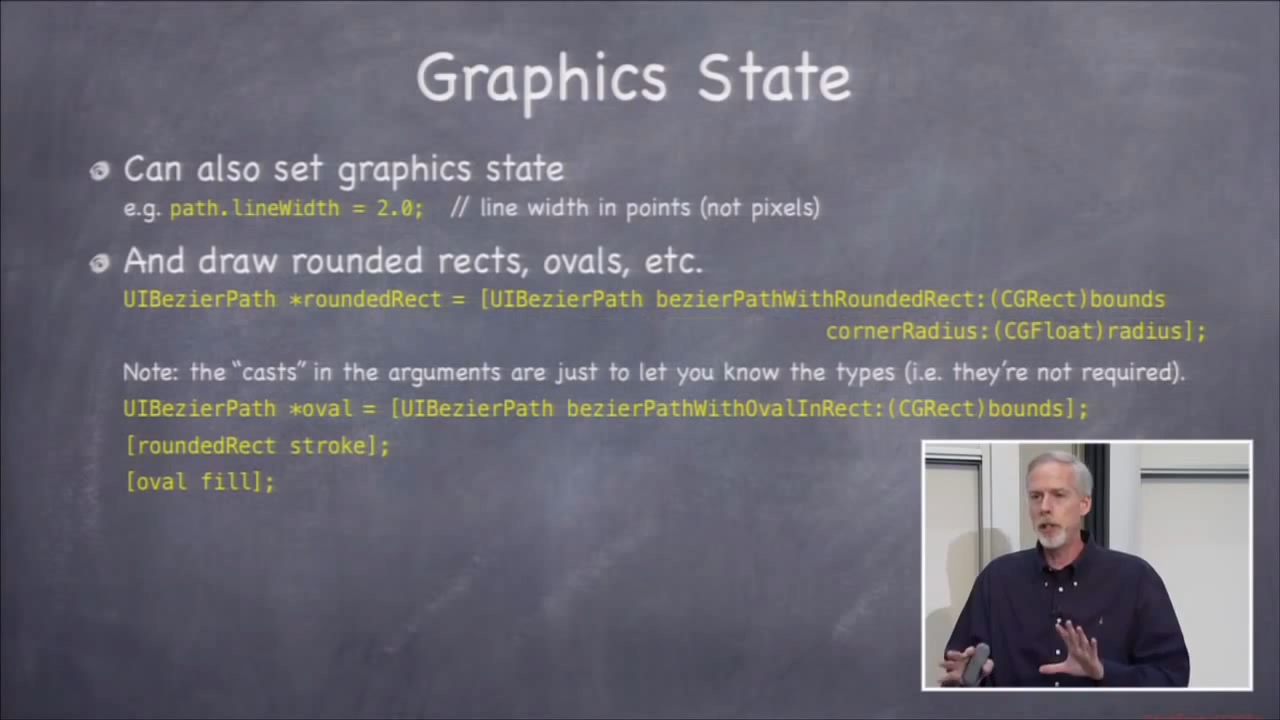 Graphics State
Can also set graphics state
e.g. path.lineWidth = 2.0; // line width in points (not pixels)
And draw rounded rects, ovals, etc.
UIBezierPath *roundedRect = [UIBezierPath bezierPathWithRoundedRect:(CGRect)bounds
cornerRadius:(CGFloat)radius];
Note: the “casts” in the arguments are just to let you know the types (i.e. they’re not required).
UIBezierPath *oval = [UIBezierPath bezierPathWithOvalInRect:(CGRect)bounds];
[roundedRect stroke];
[oval fill];